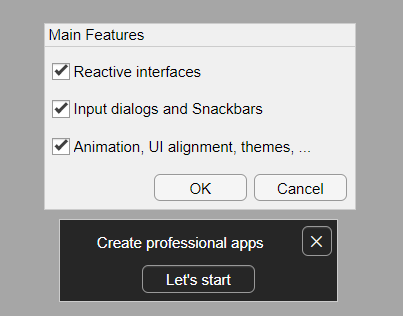 Main Features
Reactive interfaces
Input dialogs and Snackbars
Animation, UI alignment, themes, ...
OK Cancel
Create professional apps
Let's start